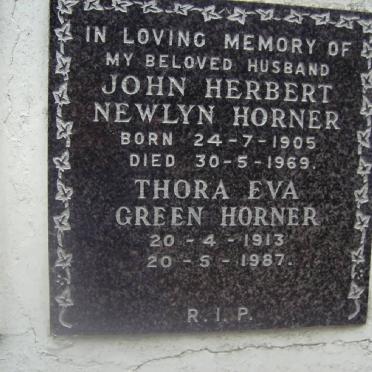 IN LOVING MEMORY OF
MY BELOVED HUSBAND
JOHN HERBERT
NEWLYN HORNER
BORN 24-7-1905
DIED 30-5-1969.
THORA EVA
GREEN HORNER
20-4-1913
20-5-1987.
R.I.P.